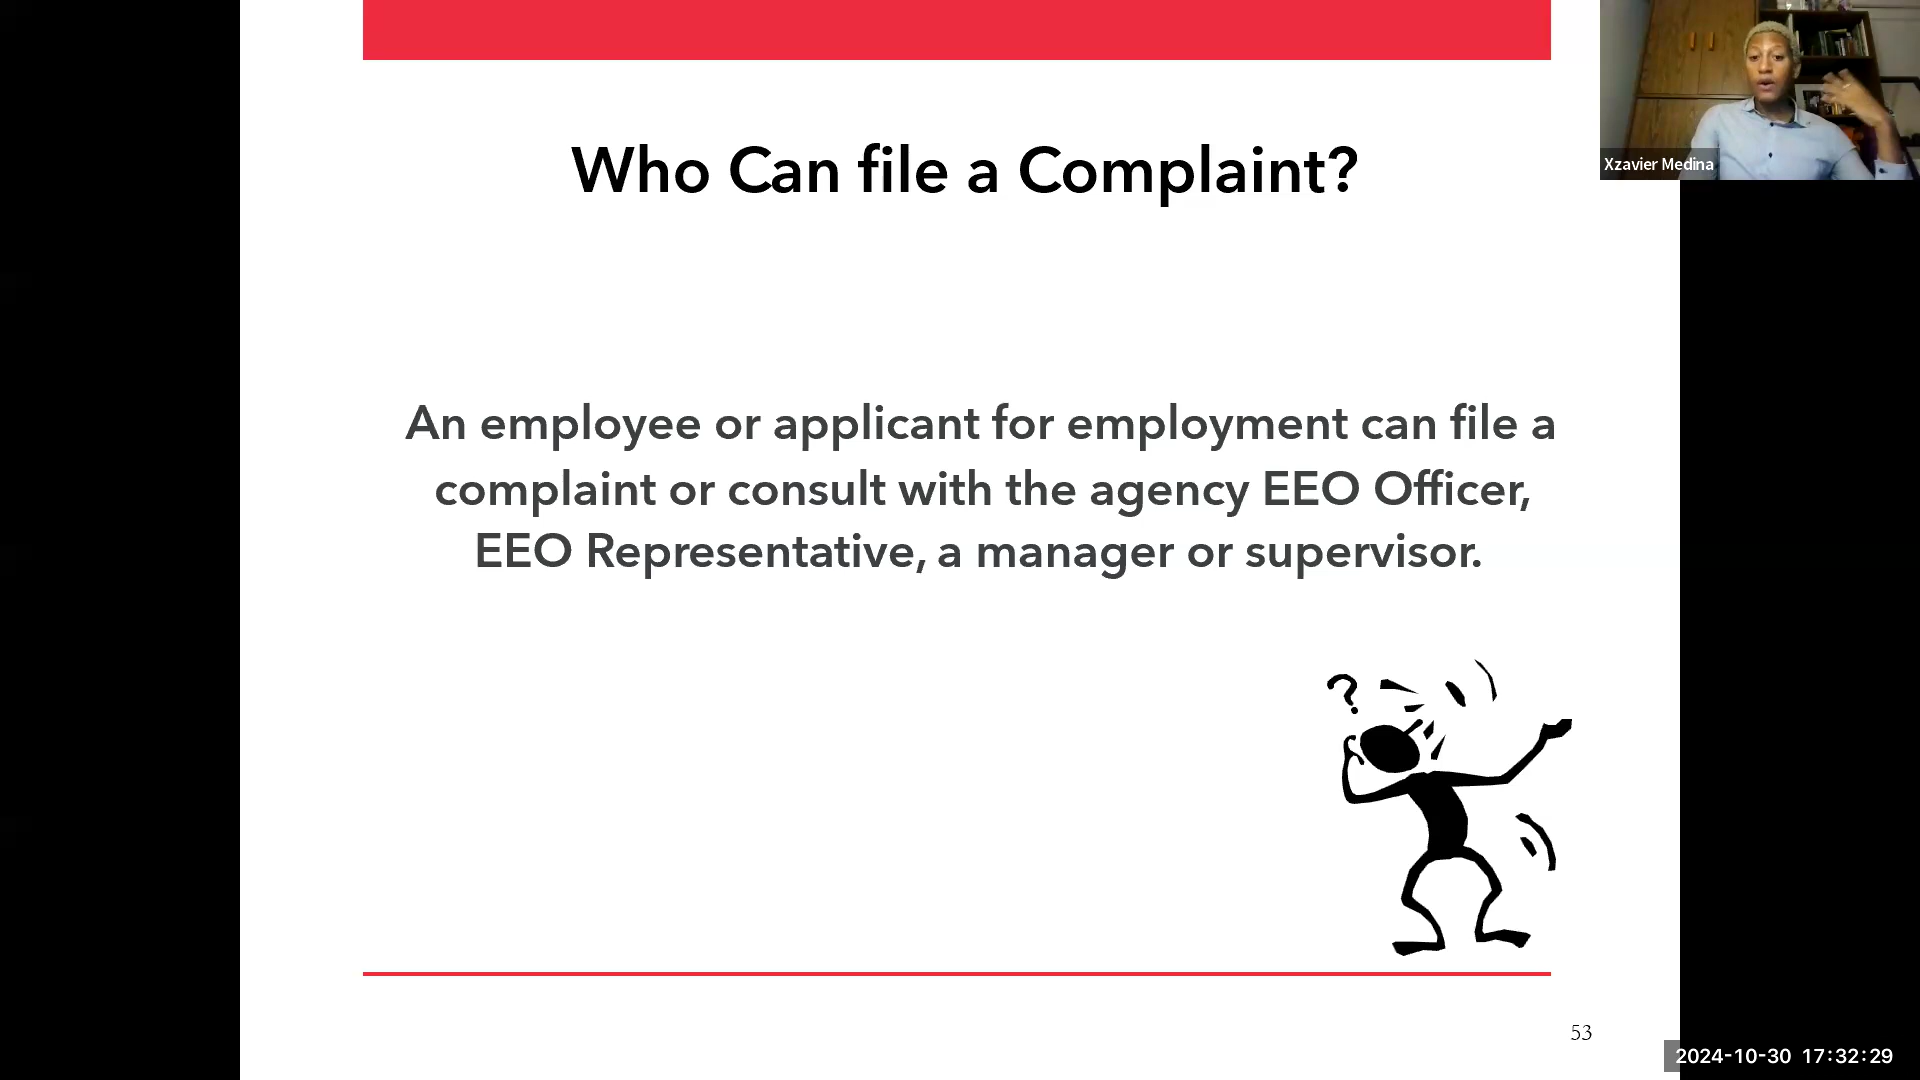 Who Can file a Complaint?
Xzavier Medina
An employee or applicant for employment can file a
complaint or consult with the agency EEO Officer,
EEO Representative, a manager or supervisor.
?
53
2024-10-30 17:32:29